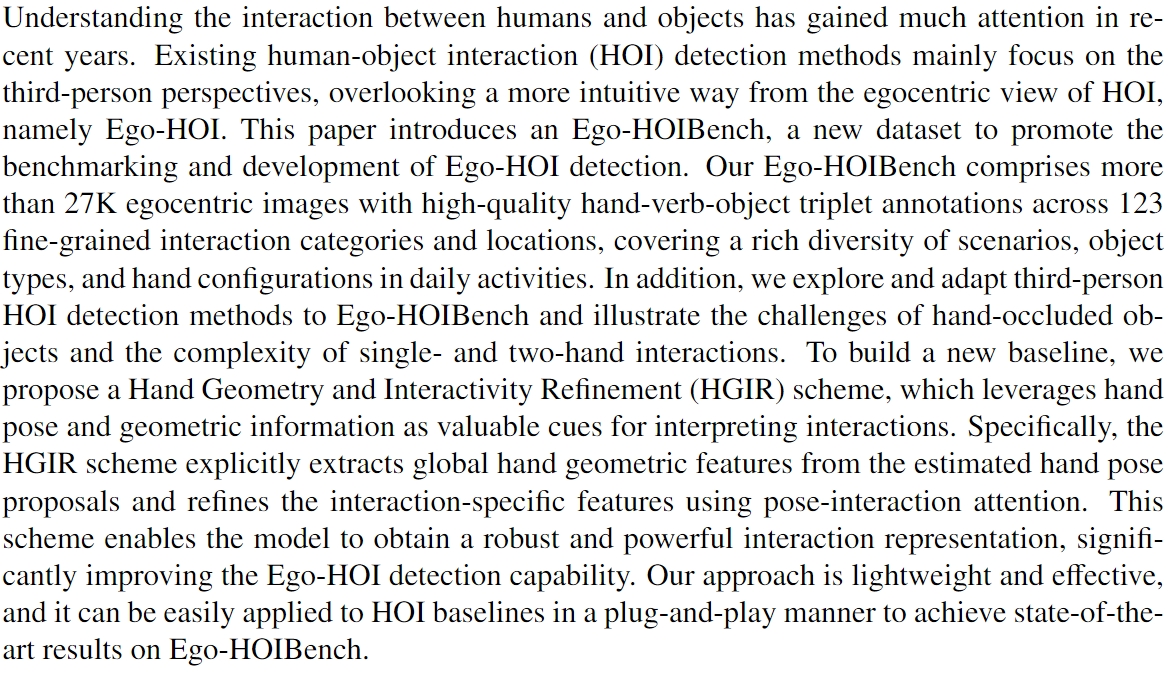 Understanding the interaction between humans and objects has gained much attention in re-
cent years. Existing human-object interaction (HOI) detection methods mainly focus on the
third-person perspectives, overlooking a more intuitive way from the egocentric view of HOI,
namely Ego-HOI. This paper introduces an Ego-HOIBench, a new dataset to promote the
benchmarking and development of Ego-HOI detection. Our Ego-HOIBench comprises more
than 27K egocentric images with high-quality hand-verb-object triplet annotations across 123
fine-grained interaction categories and locations, covering a rich diversity of scenarios, object
types, and hand configurations in daily activities. In addition, we explore and adapt third-person
HOI detection methods to Ego-HOIBench and illustrate the challenges of hand-occluded ob-
jects and the complexity of single- and two-hand interactions. To build a new baseline, we
propose a Hand Geometry and Interactivity Refinement (HGIR) scheme, which leverages hand
pose and geometric information as valuable cues for interpreting interactions. Specifically, the
HGIR scheme explicitly extracts global hand geometric features from the estimated hand pose
proposals and refines the interaction-specific features using pose-interaction attention. This
scheme enables the model to obtain a robust and powerful interaction representation, signifi-
cantly improving the Ego-HOI detection capability. Our approach is lightweight and effective,
and it can be easily applied to HOI baselines in a plug-and-play manner to achieve state-of-the-
art results on Ego-HOIBench.